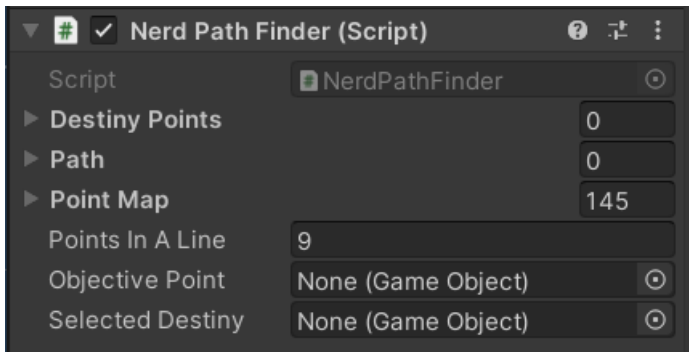 Nerd Path Finder (Script)
Script NerdPathFinder
Destiny Points 0
Path 0
Point Map 145
Points In A Line 9
Objective Point None (Game Object)
Selected Destiny None (Game Object)